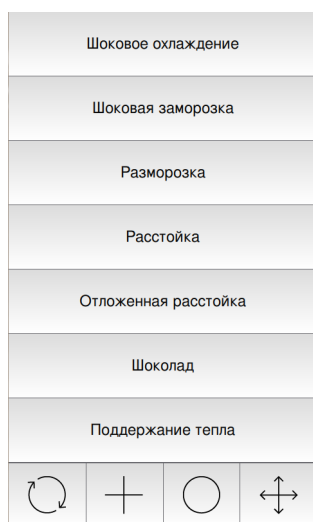 Шоковое охлаждение
Шоковая заморозка
Разморозка
Расстойка
Отложенная расстойка
Шоколад
Поддержание тепла